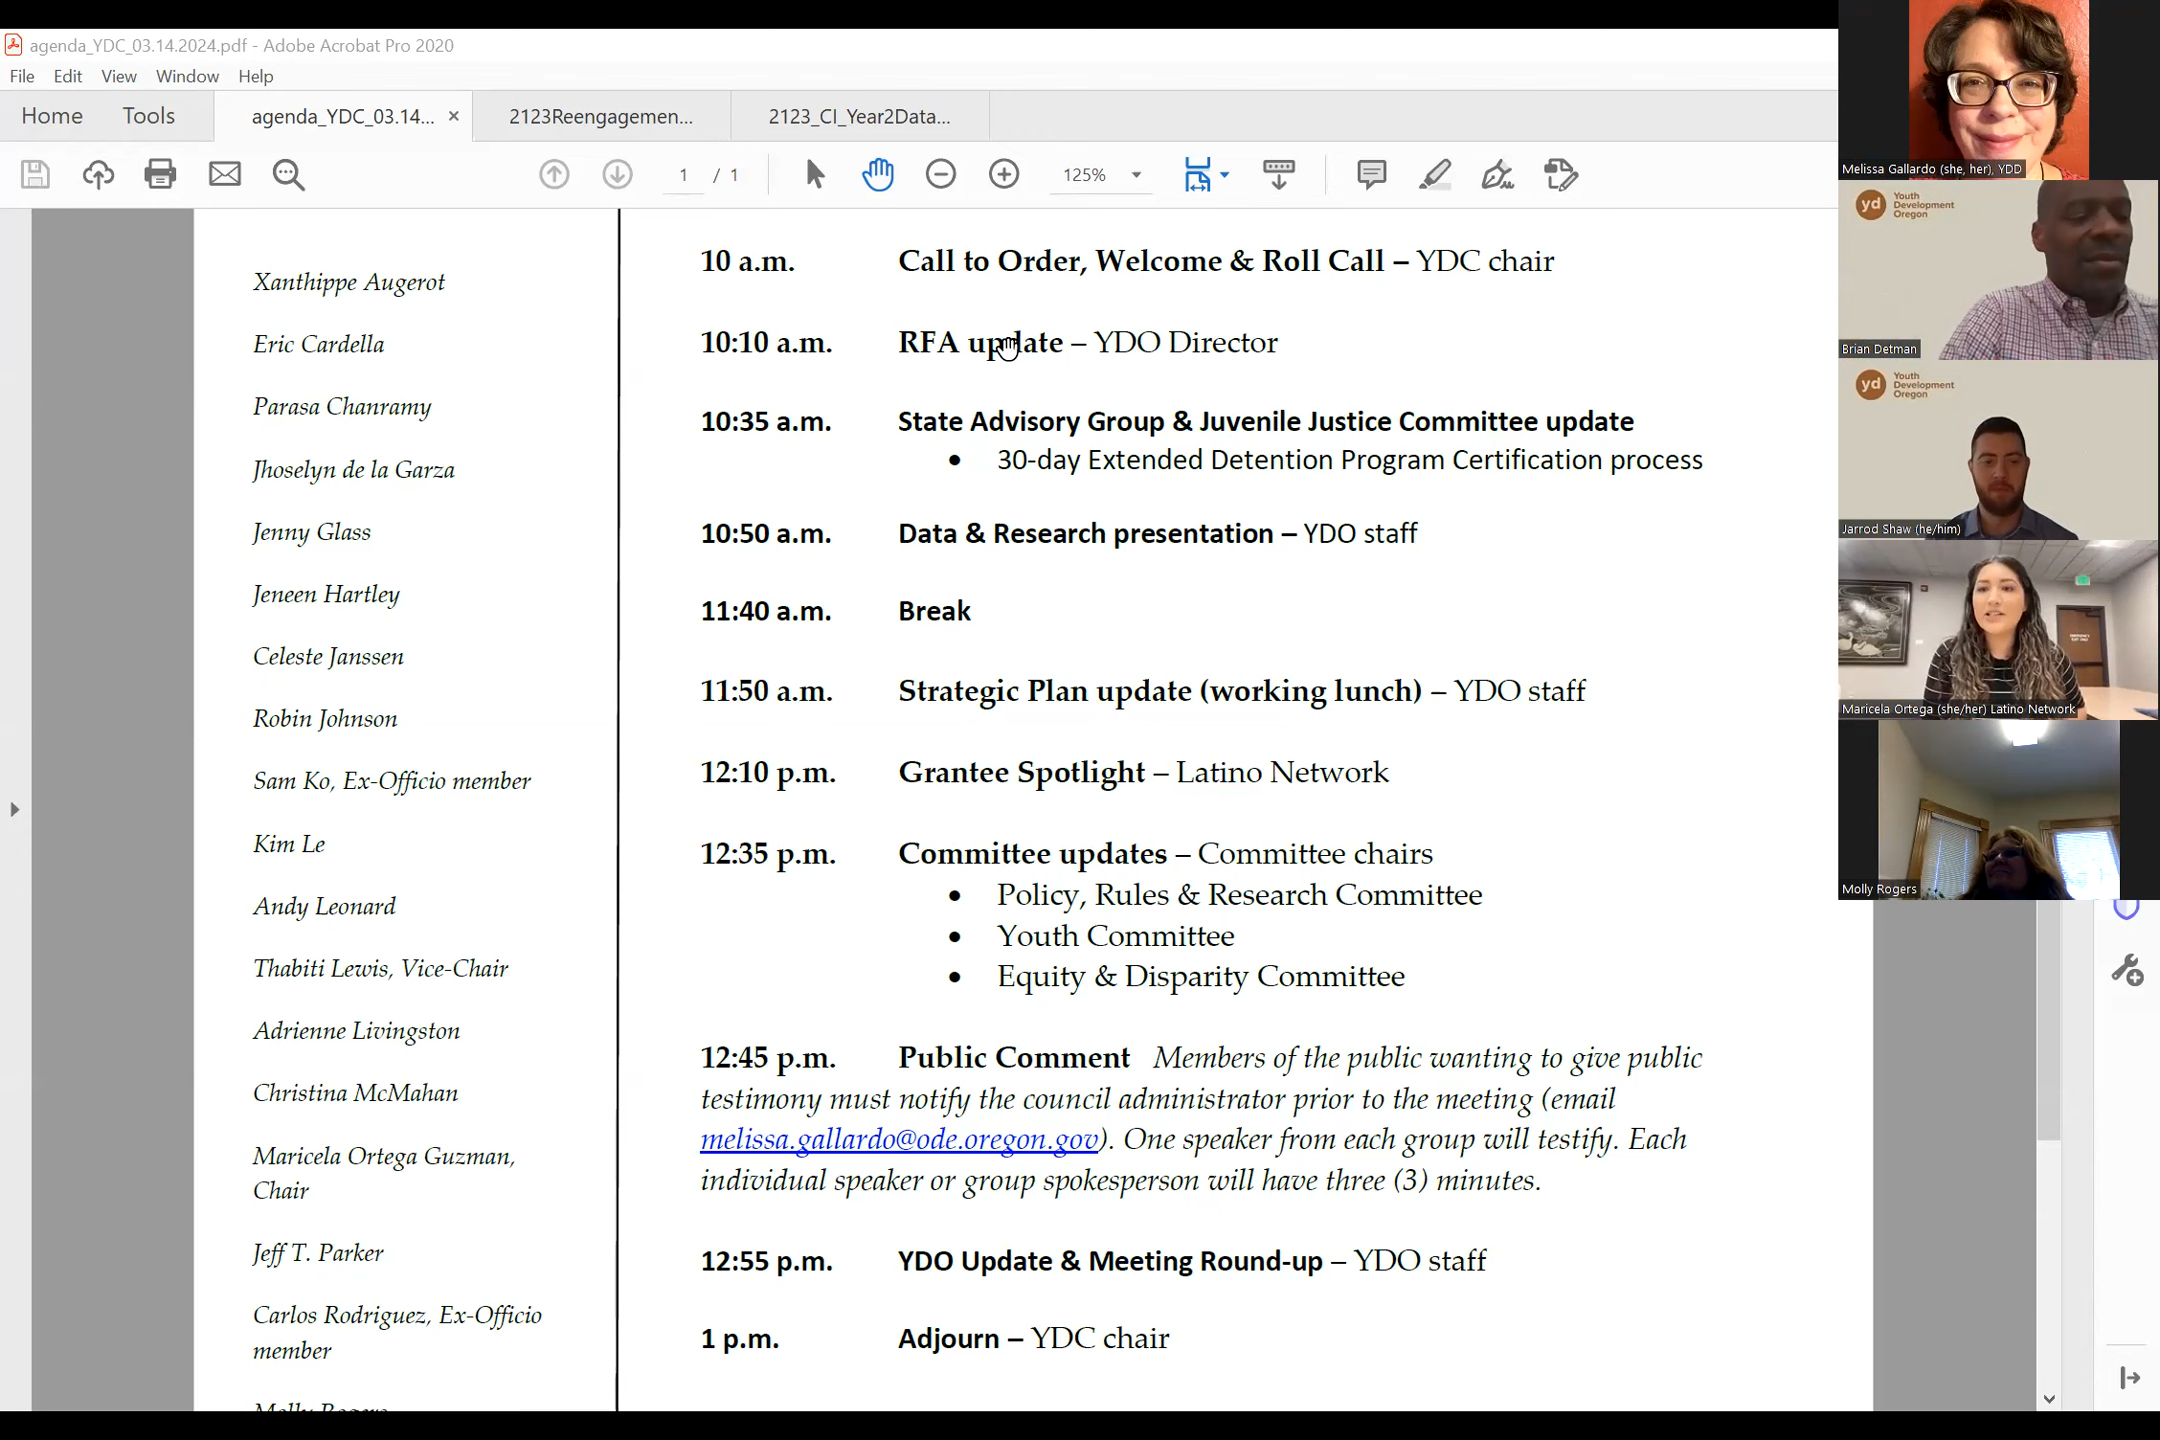 agenda_YDC_03.14.2024.pdf - Adobe Acrobat Pro 2020
File Edit View Window Help
Home Tools agenda_YDC_03.14... × 2123Reengagemen... 2123_CI_Year2Data...
1 / 1 125%
Xanthippe Augerot
Eric Cardella
Parasa Chanramy
Jhoselyn de la Garza
Jenny Glass
Jeneen Hartley
Celeste Janssen
Robin Johnson
Sam Ko, Ex-Officio member
Kim Le
Andy Leonard
Thabiti Lewis, Vice-Chair
Adrienne Livingston
Christina McMahan
Maricela Ortega Guzman,
Chair
Jeff T. Parker
Carlos Rodriguez, Ex-Officio
member
Molly Rogers
10 a.m. Call to Order, Welcome & Roll Call – YDC chair
10:10 a.m. RFA update – YDO Director
10:35 a.m. State Advisory Group & Juvenile Justice Committee update
• 30-day Extended Detention Program Certification process
10:50 a.m. Data & Research presentation – YDO staff
11:40 a.m. Break
11:50 a.m. Strategic Plan update (working lunch) – YDO staff
12:10 p.m. Grantee Spotlight – Latino Network
12:35 p.m. Committee updates – Committee chairs
• Policy, Rules & Research Committee
• Youth Committee
• Equity & Disparity Committee
12:45 p.m. Public Comment Members of the public wanting to give public
testimony must notify the council administrator prior to the meeting (email
melissa.gallardo@ode.oregon.gov). One speaker from each group will testify. Each
individual speaker or group spokesperson will have three (3) minutes.
12:55 p.m. YDO Update & Meeting Round-up – YDO staff
1 p.m. Adjourn – YDC chair
Melissa Gallardo (she, her), YDD
yd Youth
Development
Oregon
Brian Detman
yd Youth
Development
Oregon
Jarrod Shaw (he/him)
Maricela Ortega (she/her) Latino Network
Molly Rogers